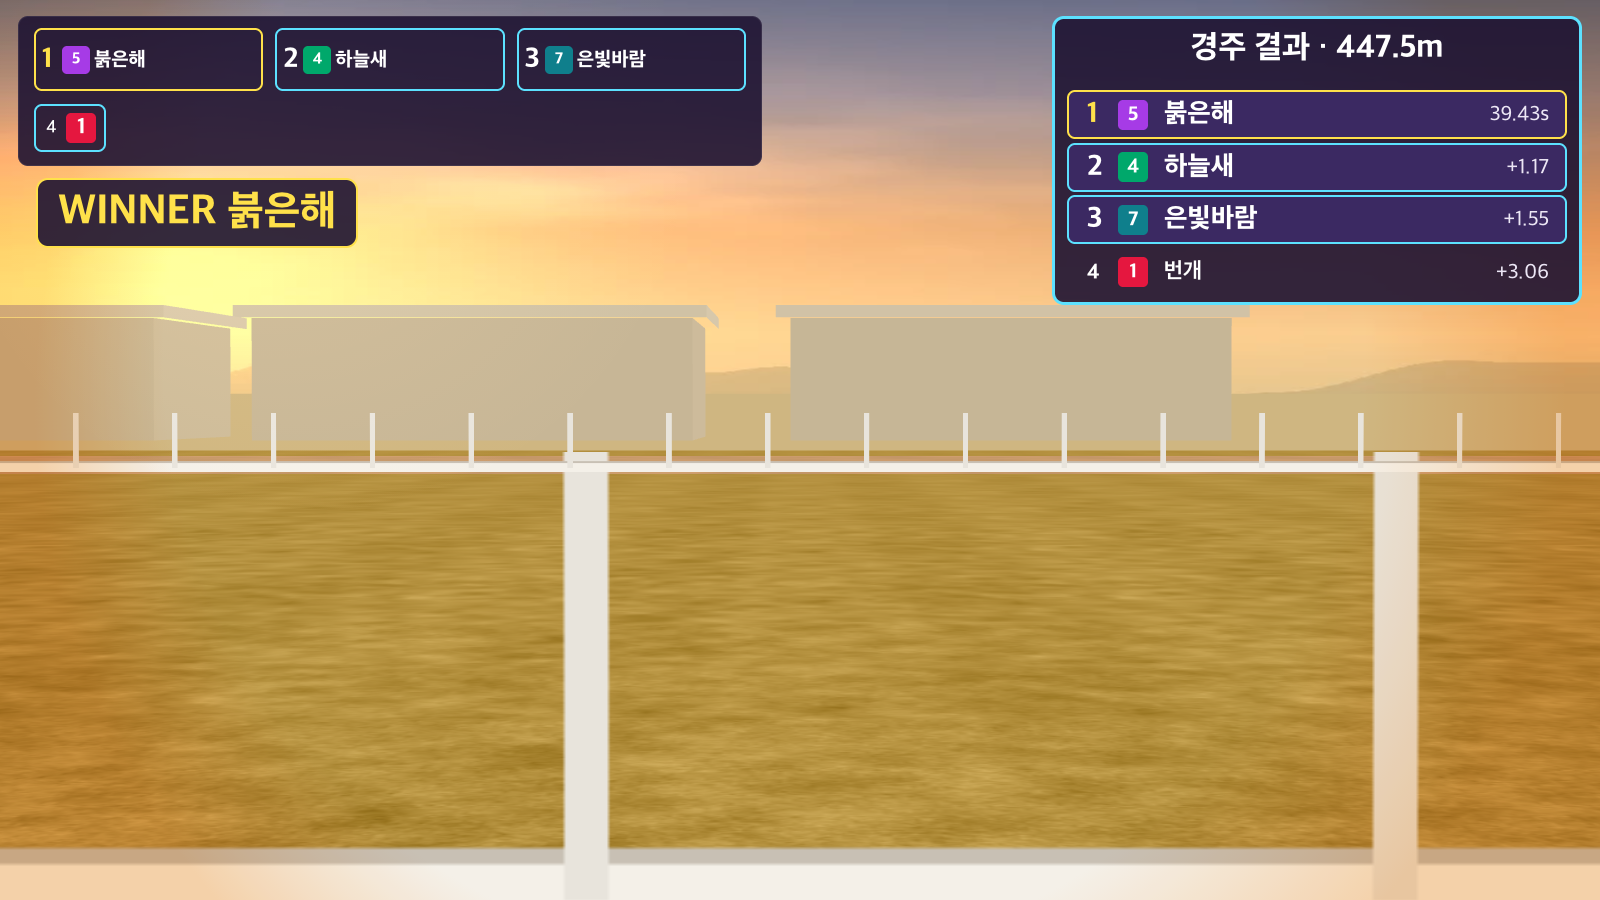 1 5 붉은해
2 4 하늘새
3 7 은빛바람
4 1
WINNER 붉은해
경주 결과 · 447.5m
1 5 붉은해 39.43s
2 4 하늘새 +1.17
3 7 은빛바람 +1.55
4 1 번개 +3.06